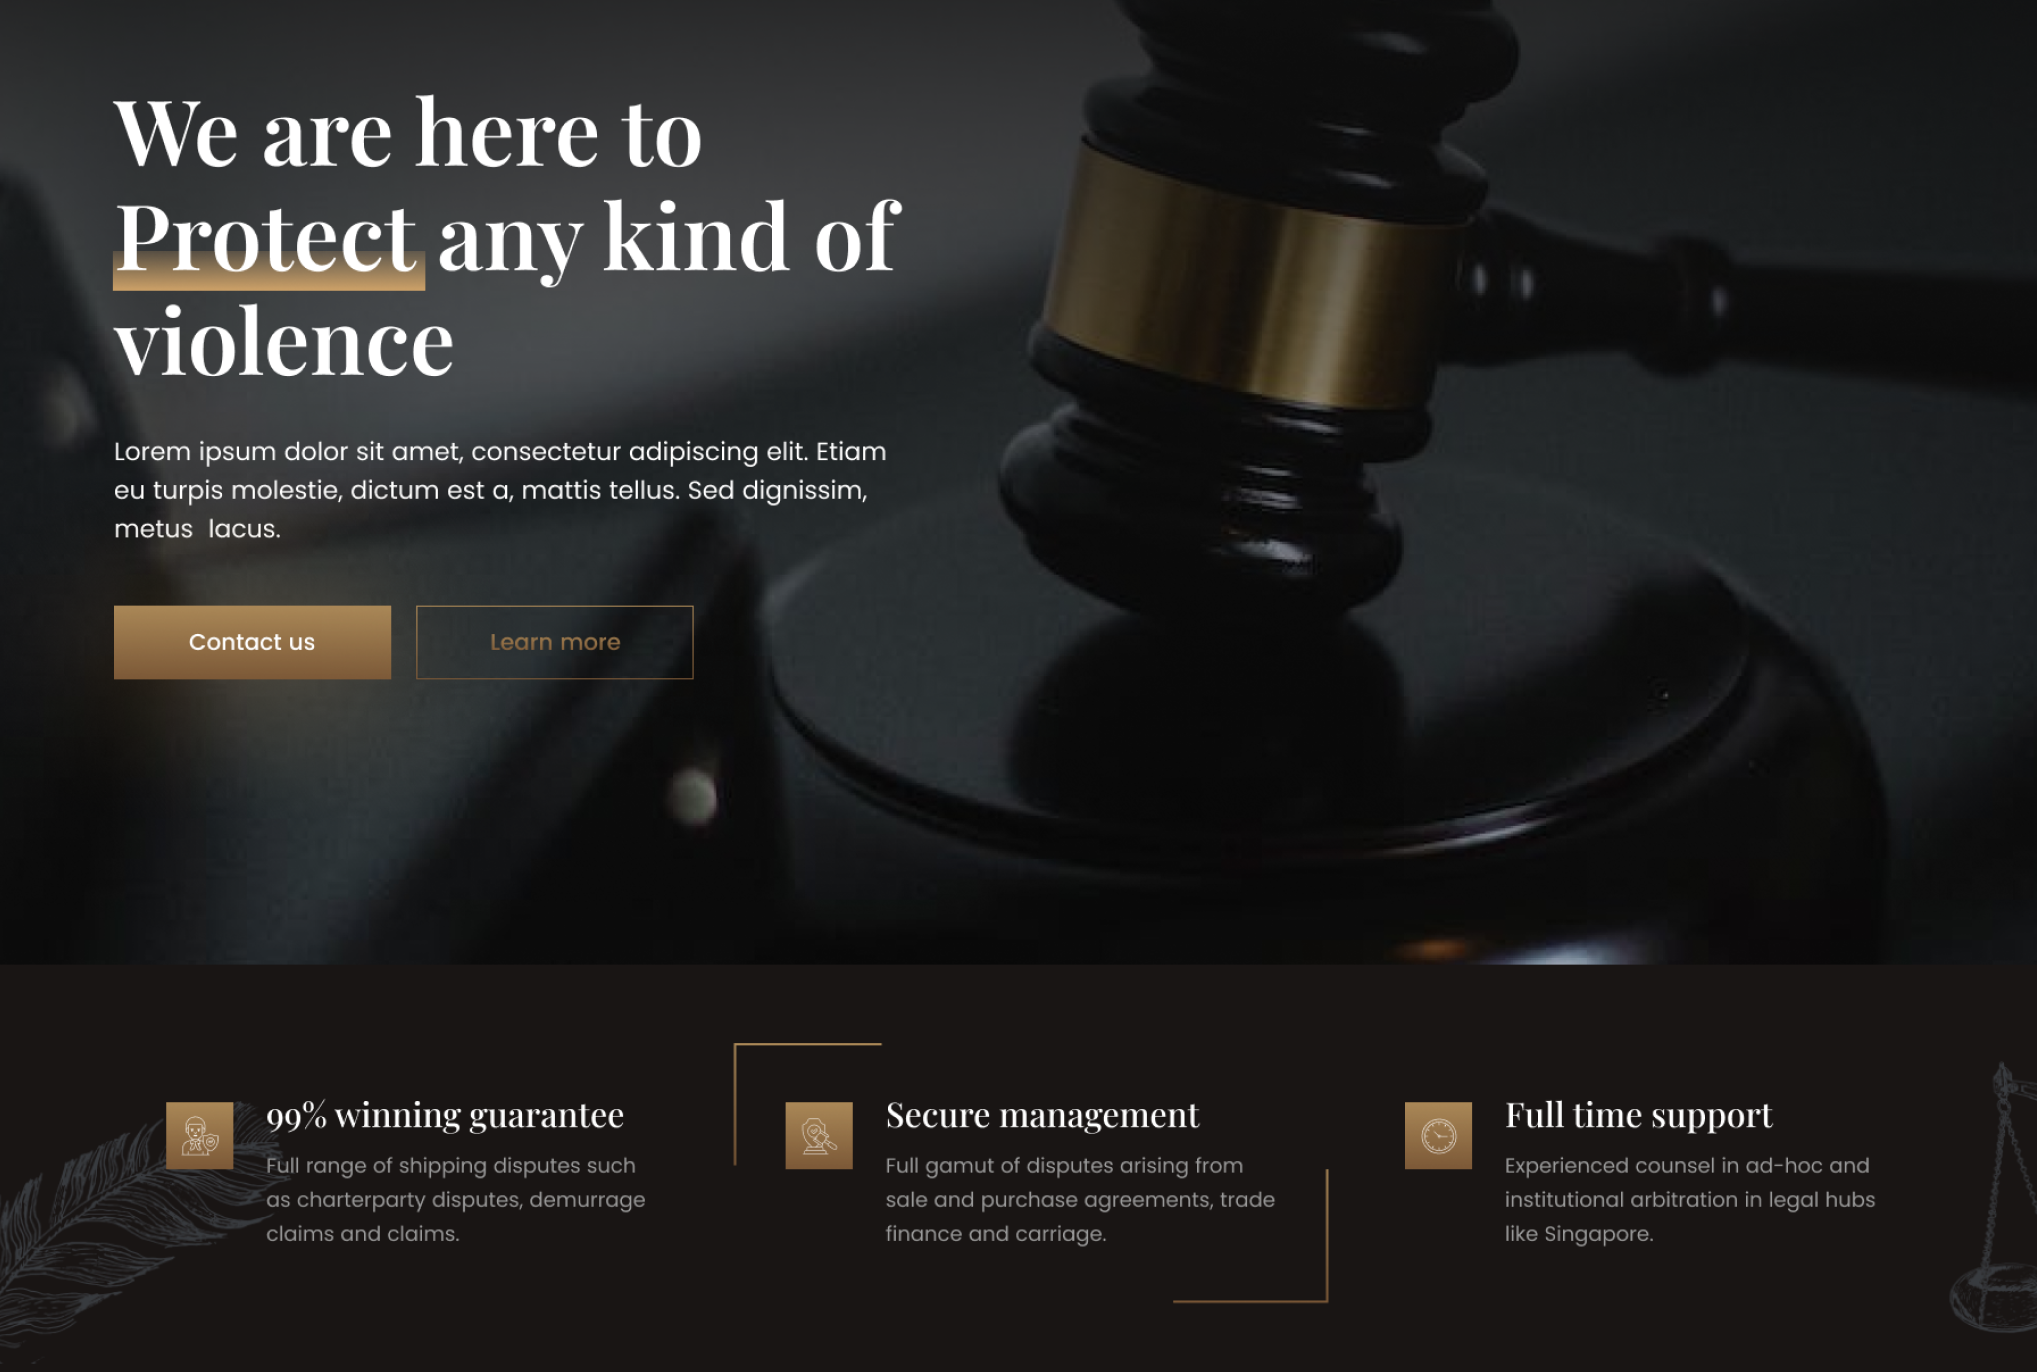 We are here to
Protect any kind of
violence
Lorem ipsum dolor sit amet, consectetur adipiscing elit. Etiam
eu turpis molestie, dictum est a, mattis tellus. Sed dignissim,
metus  lacus.
Contact us
Learn more
99% winning guarantee
Full range of shipping disputes such
as charterparty disputes, demurrage
claims and claims.
Secure management
Full gamut of disputes arising from
sale and purchase agreements, trade
finance and carriage.
Full time support
Experienced counsel in ad-hoc and
institutional arbitration in legal hubs
like Singapore.